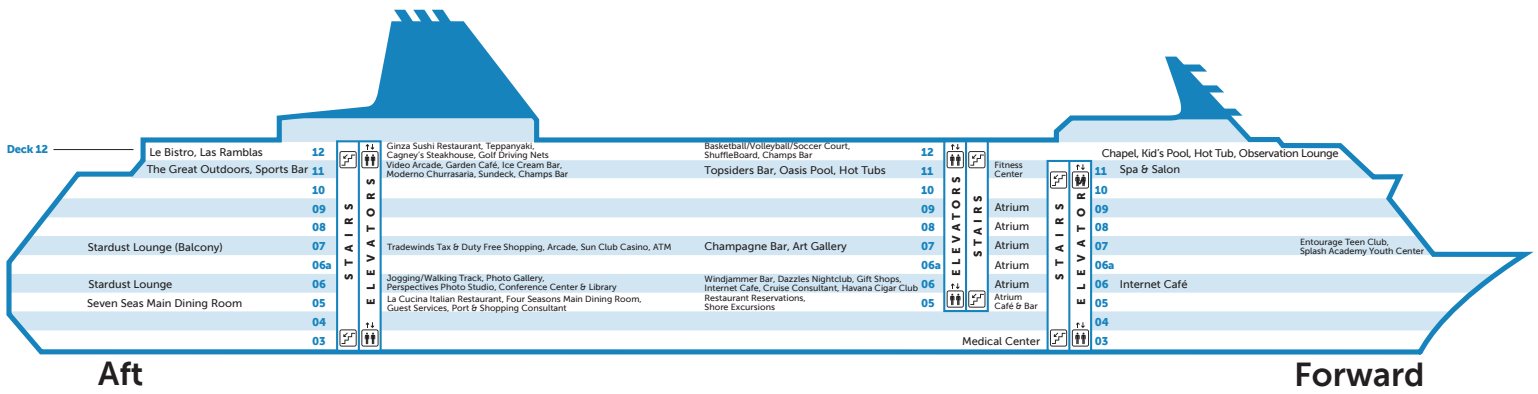 Deck 12
Le Bistro, Las Ramblas
12
The Great Outdoors, Sports Bar
11
10
09
08
Stardust Lounge (Balcony)
07
06a
Stardust Lounge
06
Seven Seas Main Dining Room
05
04
03
STAIRS
ELEVATORS
Ginza Sushi Restaurant, Teppanyaki,
Cagney's Steakhouse, Golf Driving Nets
Video Arcade, Garden Café, Ice Cream Bar,
Moderno Churrasaria, Sundeck, Champs Bar
Tradewinds Tax & Duty Free Shopping, Arcade, Sun Club Casino, ATM
Jogging/Walking Track, Photo Gallery,
Perspectives Photo Studio, Conference Center & Library
La Cucina Italian Restaurant, Four Seasons Main Dining Room,
Guest Services, Port & Shopping Consultant
Basketball/Volleyball/Soccer Court,
ShuffleBoard, Champs Bar
12
Topsiders Bar, Oasis Pool, Hot Tubs
11
10
09
08
Champagne Bar, Art Gallery
07
06a
Windjammer Bar, Dazzles Nightclub, Gift Shops,
Internet Cafe, Cruise Consultant, Havana Cigar Club
06
Restaurant Reservations,
Shore Excursions
05
ELEVATORS
STAIRS
Fitness
Center
Atrium
Atrium
Atrium
Atrium
Atrium
Atrium
Café & Bar
Medical Center
STAIRS
ELEVATOR
Chapel, Kid's Pool, Hot Tub, Observation Lounge
11
Spa & Salon
10
09
08
07
Entourage Teen Club,
Splash Academy Youth Center
06a
06
Internet Café
05
04
03
Aft
Forward